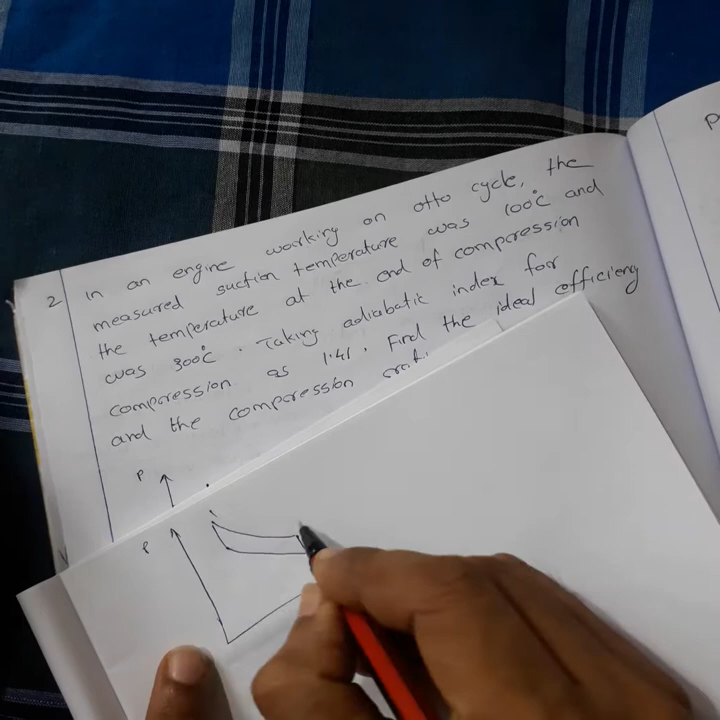 2 In an engine working on otto cycle, the
measured suction temperature was 100°C and
the temperature at the end of compression
was 300°C. Taking adiabatic index for
compression as 1.41. Find the ideal efficieny
and the compression
P
P
P